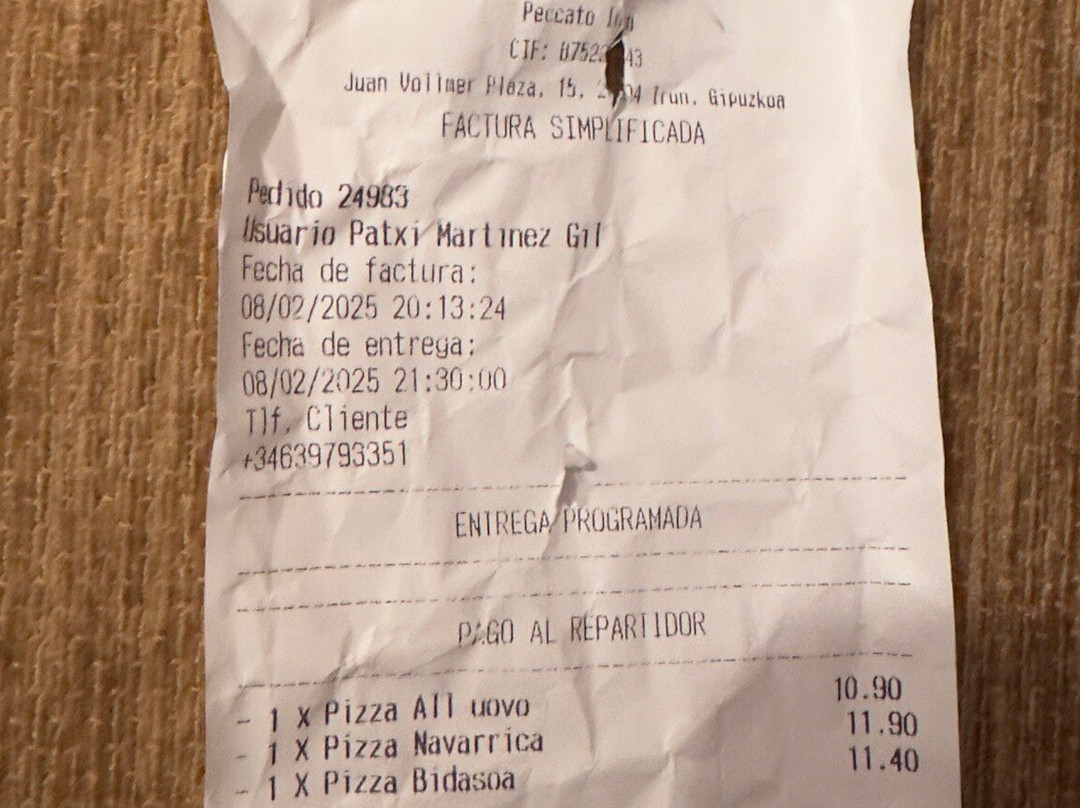 Peccato
CIF:
Juan Vollmer Plaza, 15, Irun, Gipuzkoa
FACTURA SIMPLIFICADA
Pedido 24983
Usuario Patxi Martinez Gil
Fecha de factura:
08/02/2025 20:13:24
Fecha de entrega:
08/02/2025 21:30:00
Tlf. Cliente
+34639793351
ENTREGA PROGRAMADA
PAGO AL REPARTIDOR
- 1 X Pizza All uovo 10.90
- 1 X Pizza Navarrica 11.90
- 1 X Pizza Bidasoa 11.40